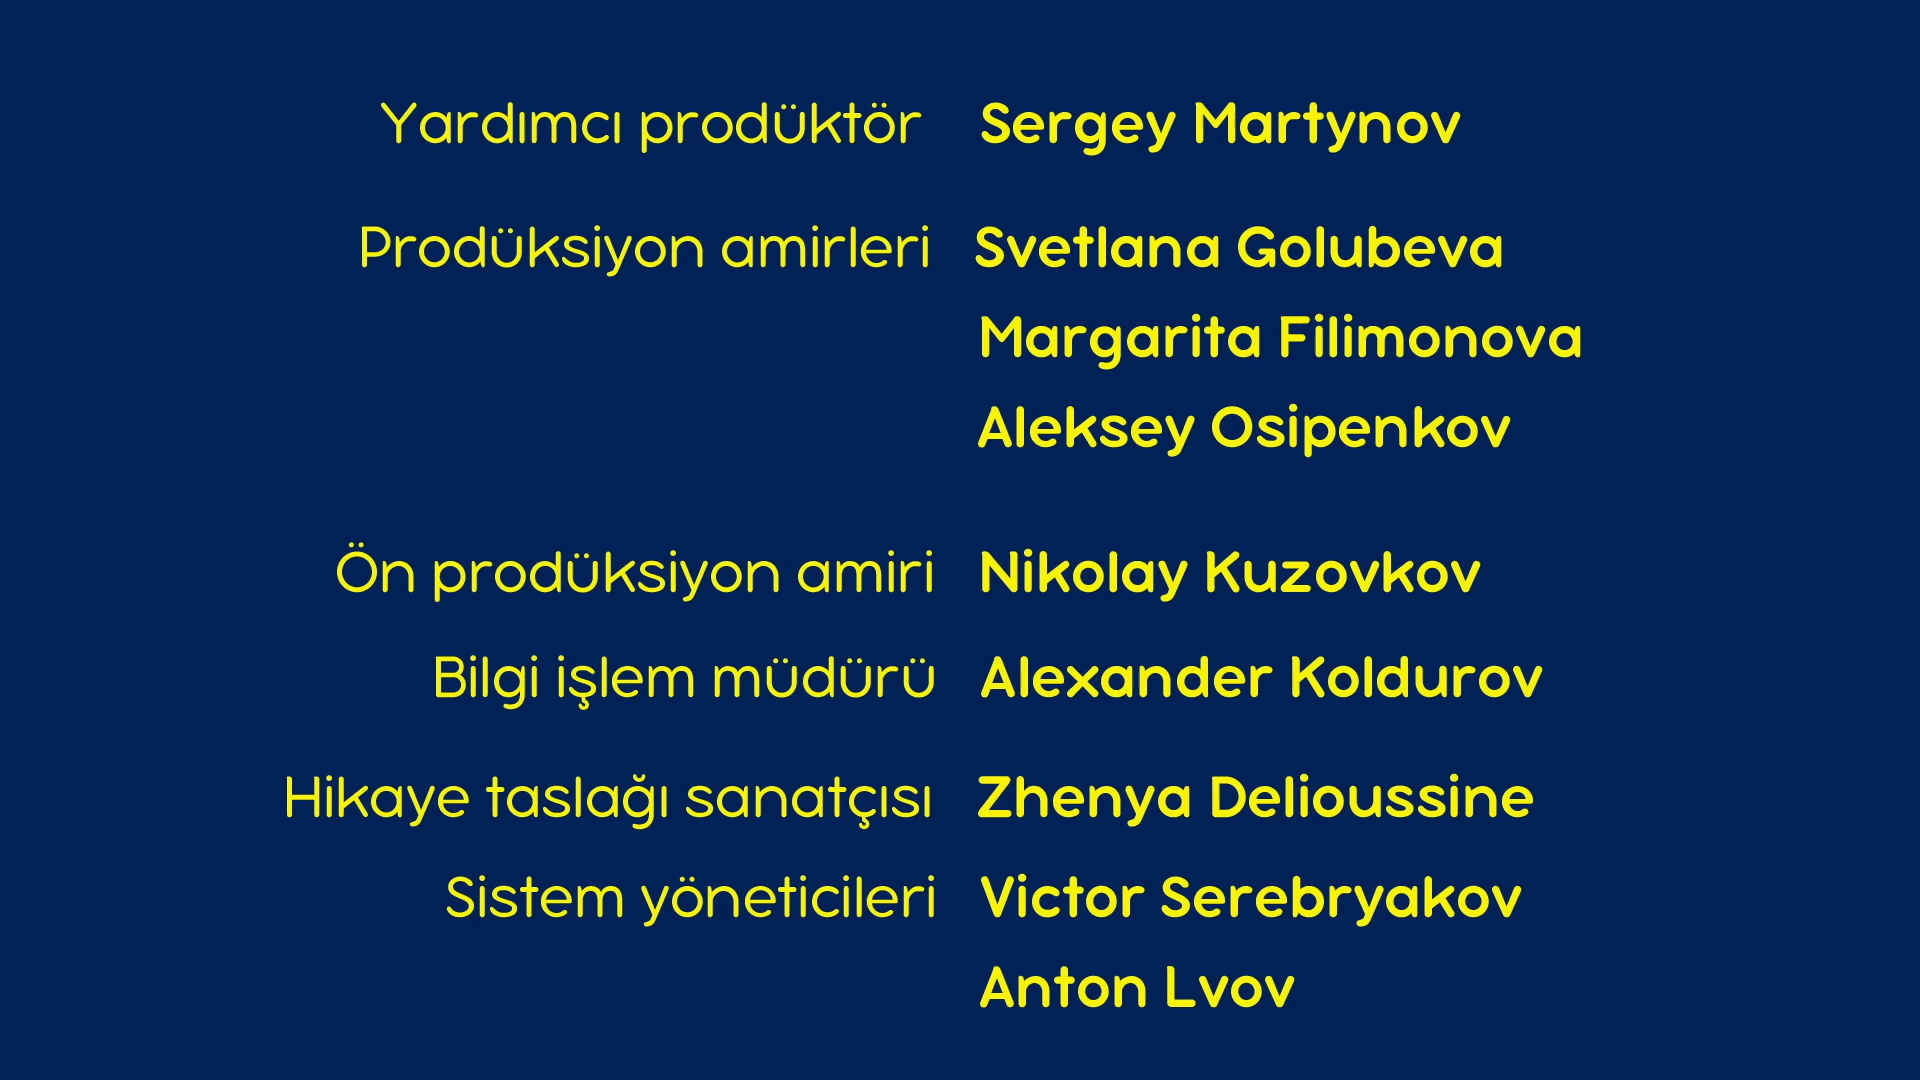 Yardımcı prodüktör Sergey Martynov
Prodüksiyon amirleri Svetlana Golubeva
Margarita Filimonova
Aleksey Osipenkov
Ön prodüksiyon amiri Nikolay Kuzovkov
Bilgi işlem müdürü Alexander Koldurov
Hikaye taslağı sanatçısı Zhenya Delioussine
Sistem yöneticileri Victor Serebryakov
Anton Lvov